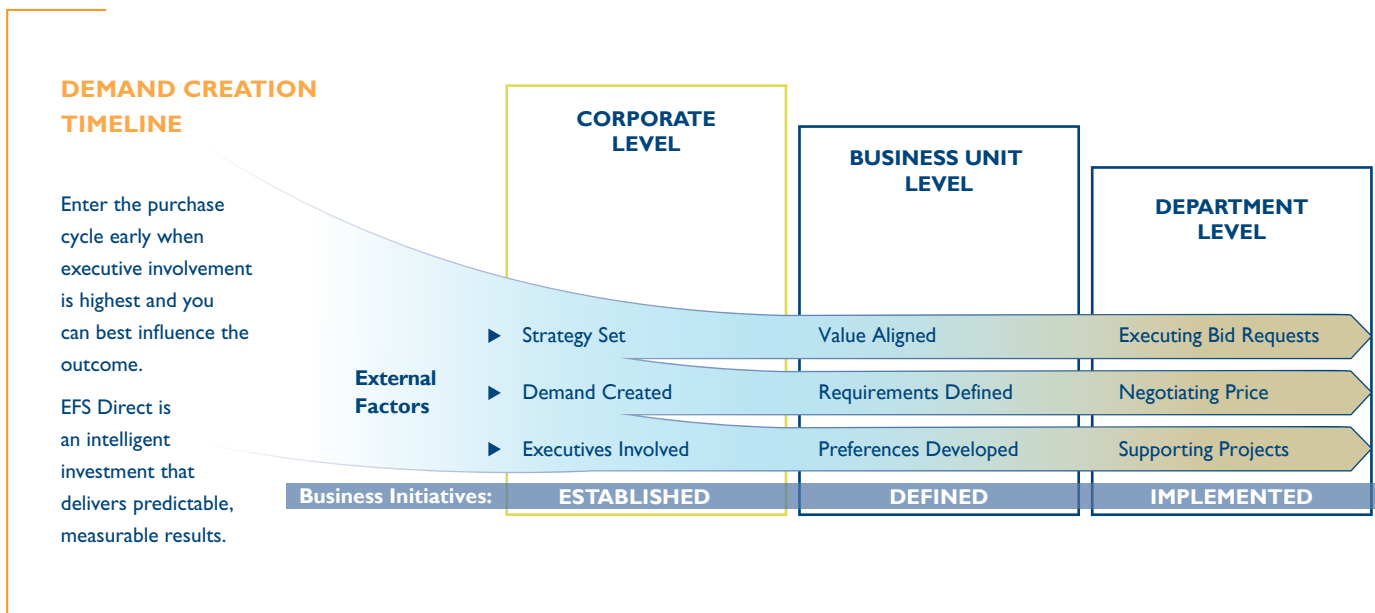 DEMAND CREATION
TIMELINE
Enter the purchase
cycle early when
executive involvement
is highest and you
can best influence the
outcome.
EFS Direct is
an intelligent
investment that
delivers predictable,
measurable results.
External
Factors
CORPORATE
LEVEL
Strategy Set
Demand Created
Executives Involved
BUSINESS UNIT
LEVEL
Value Aligned
Requirements Defined
Preferences Developed
DEPARTMENT
LEVEL
Executing Bid Requests
Negotiating Price
Supporting Projects
Business Initiatives: ESTABLISHED DEFINED IMPLEMENTED